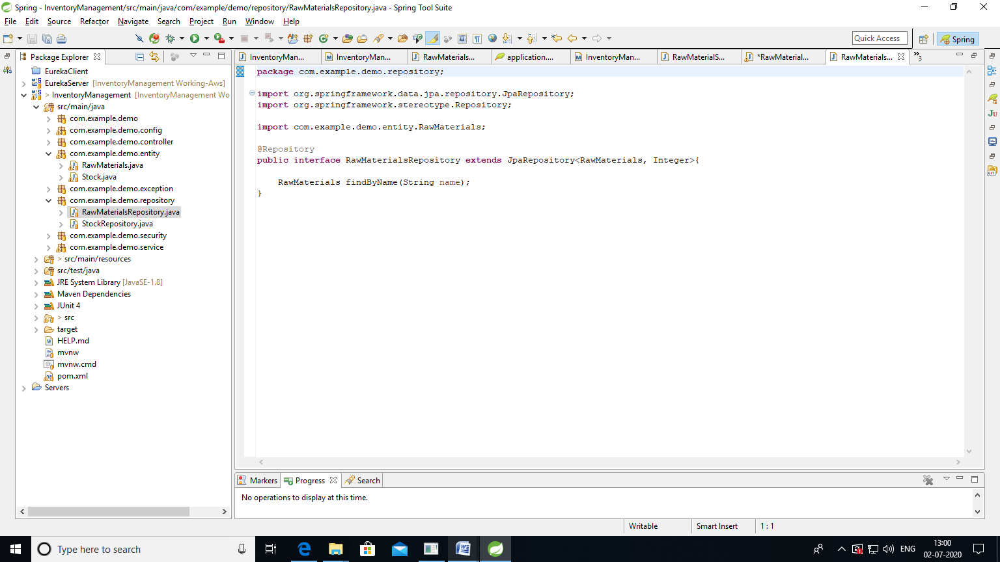 Spring - InventoryManagement/src/main/java/com/example/demo/repository/RawMaterialsRepository.java - Spring Tool Suite
File Edit Source Refactor Navigate Search Project Run Window Help
Quick Access
Spring
Package Explorer
InventoryMan...
InventoryMan...
RawMaterials...
application....
InventoryMan...
RawMaterialS...
*RawMaterial...
RawMaterials...
»3
EurekaClient
EurekaServer [InventoryManagement Working-Aws]
> InventoryManagement [InventoryManagement Wo
src/main/java
com.example.demo
com.example.demo.config
com.example.demo.controller
com.example.demo.entity
RawMaterials.java
Stock.java
com.example.demo.exception
com.example.demo.repository
RawMaterialsRepository.java
StockRepository.java
com.example.demo.security
com.example.demo.service
> src/main/resources
src/test/java
JRE System Library [JavaSE-1.8]
Maven Dependencies
JUnit 4
> src
target
HELP.md
mvnw
mvnw.cmd
pom.xml
Servers
package com.example.demo.repository;
import org.springframework.data.jpa.repository.JpaRepository;
import org.springframework.stereotype.Repository;
import com.example.demo.entity.RawMaterials;
@Repository
public interface RawMaterialsRepository extends JpaRepository<RawMaterials, Integer>{
RawMaterials findByName(String name);
}
Markers
Progress
Search
No operations to display at this time.
Writable
Smart Insert
1 : 1
Type here to search
ENG
13:00
02-07-2020